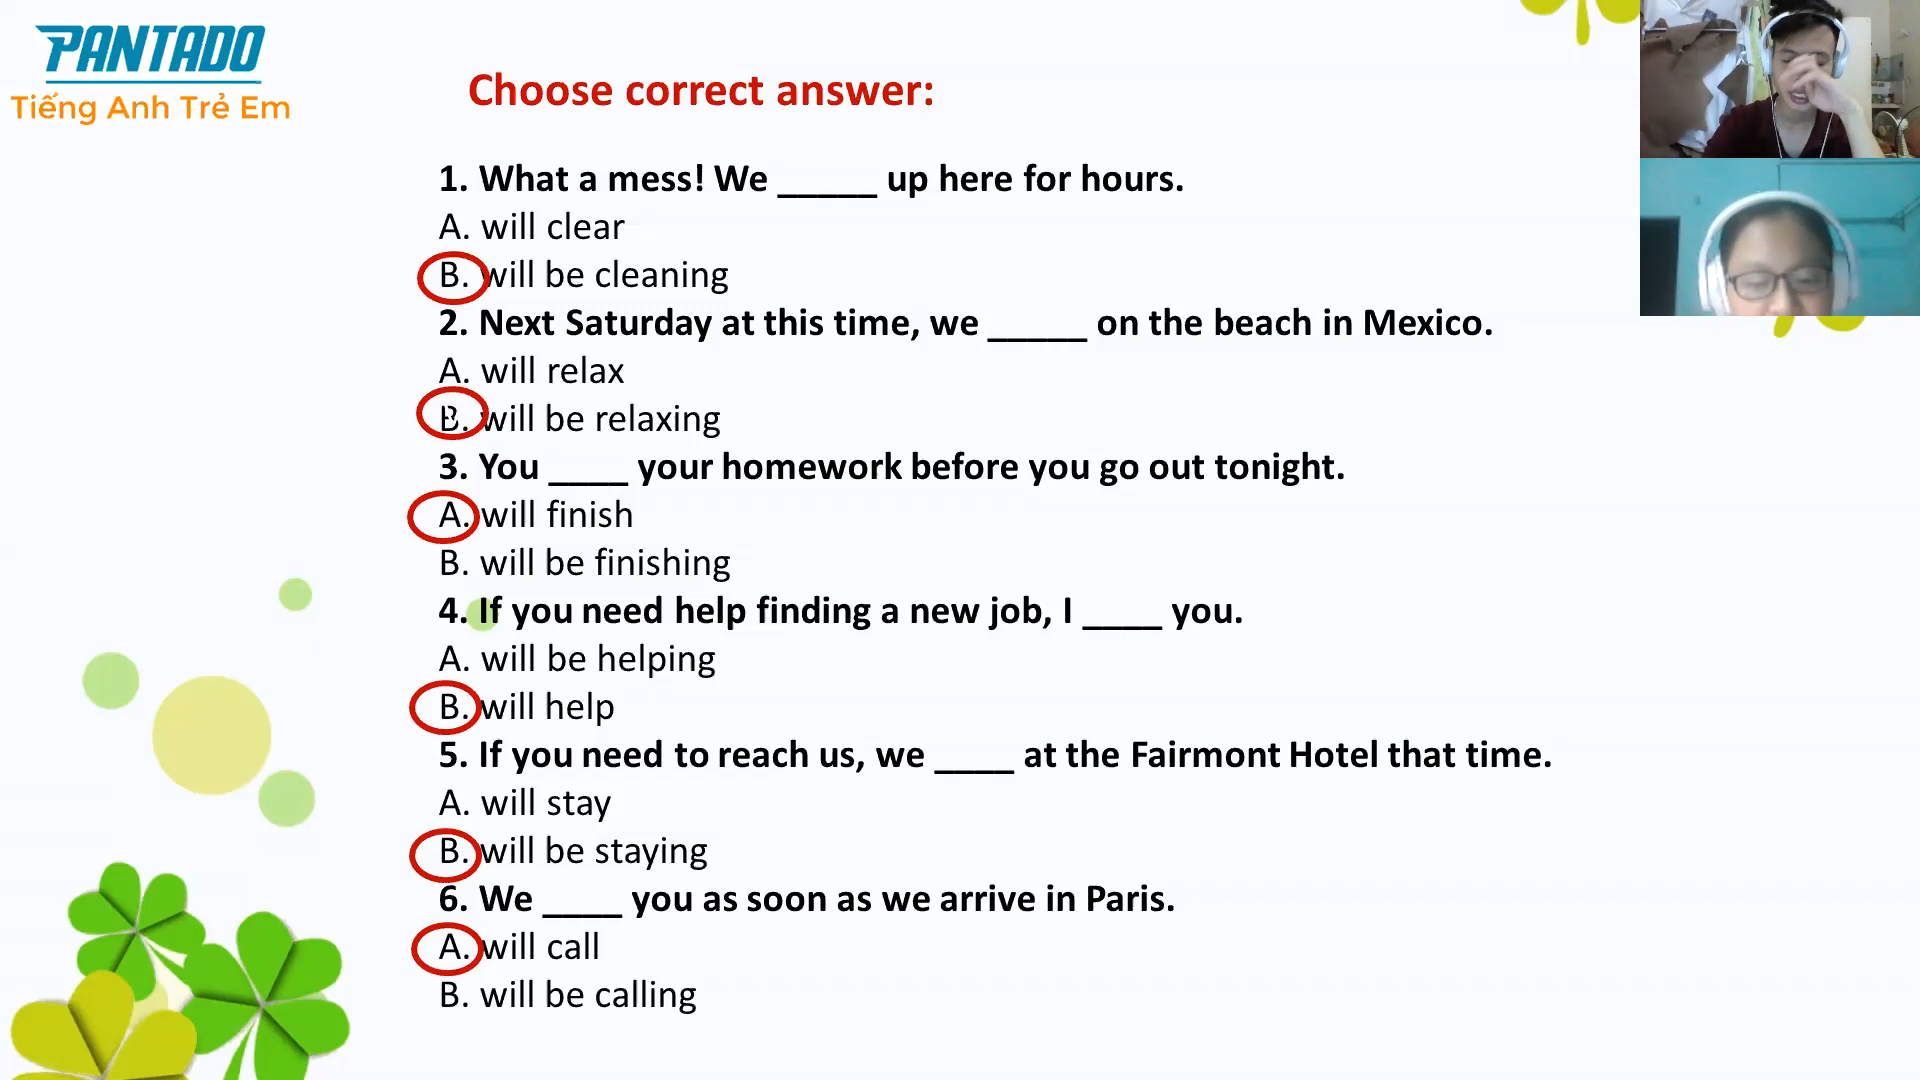 PANTADO
Tiếng Anh Trẻ Em
Choose correct answer:
1. What a mess! We _____ up here for hours.
A. will clear
B. will be cleaning
2. Next Saturday at this time, we _____ on the beach in Mexico.
A. will relax
B. will be relaxing
3. You ____ your homework before you go out tonight.
A. will finish
B. will be finishing
4. If you need help finding a new job, I ____ you.
A. will be helping
B. will help
5. If you need to reach us, we ____ at the Fairmont Hotel that time.
A. will stay
B. will be staying
6. We ____ you as soon as we arrive in Paris.
A. will call
B. will be calling